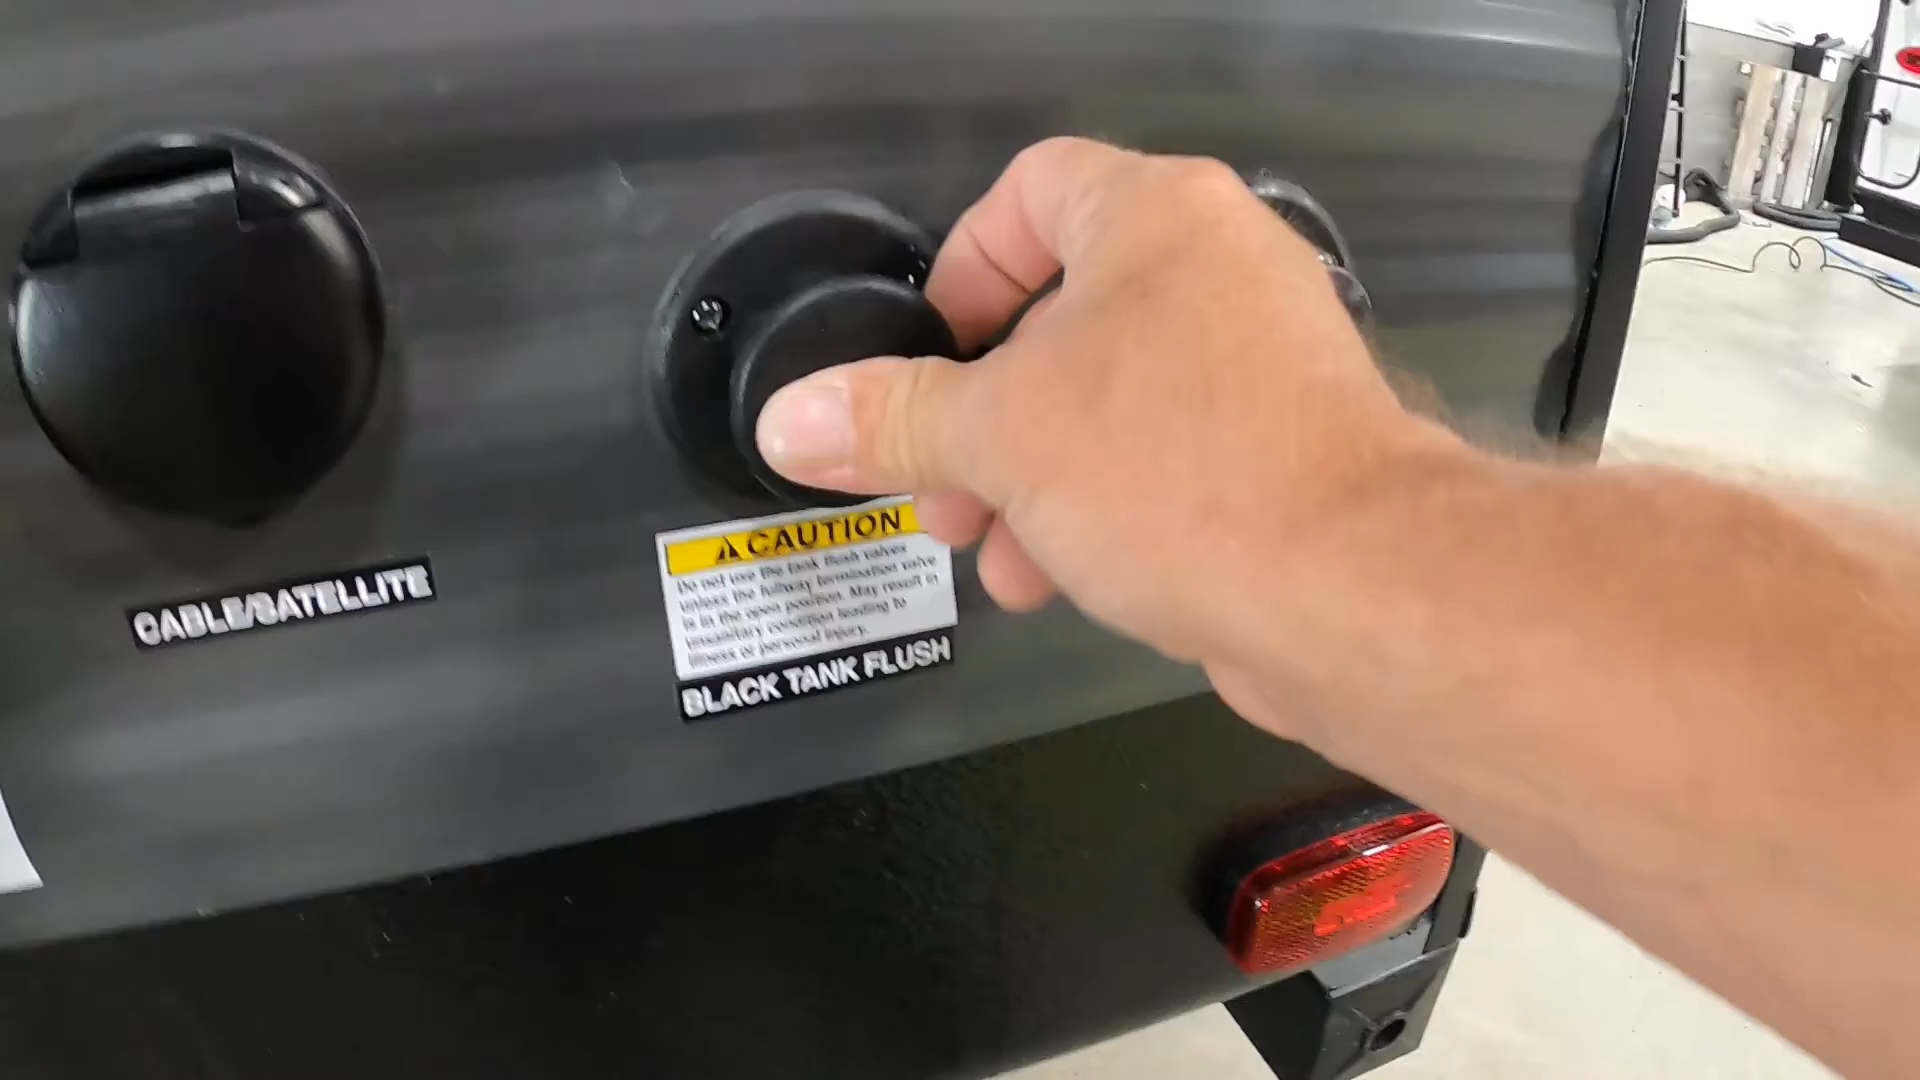 CABLE/SATELLITE
CAUTION
Do not use the tank flush valves
unless the fullway termination valve
is in the open position. May result in
unsanitary condition leading to
illness or personal injury.
BLACK TANK FLUSH